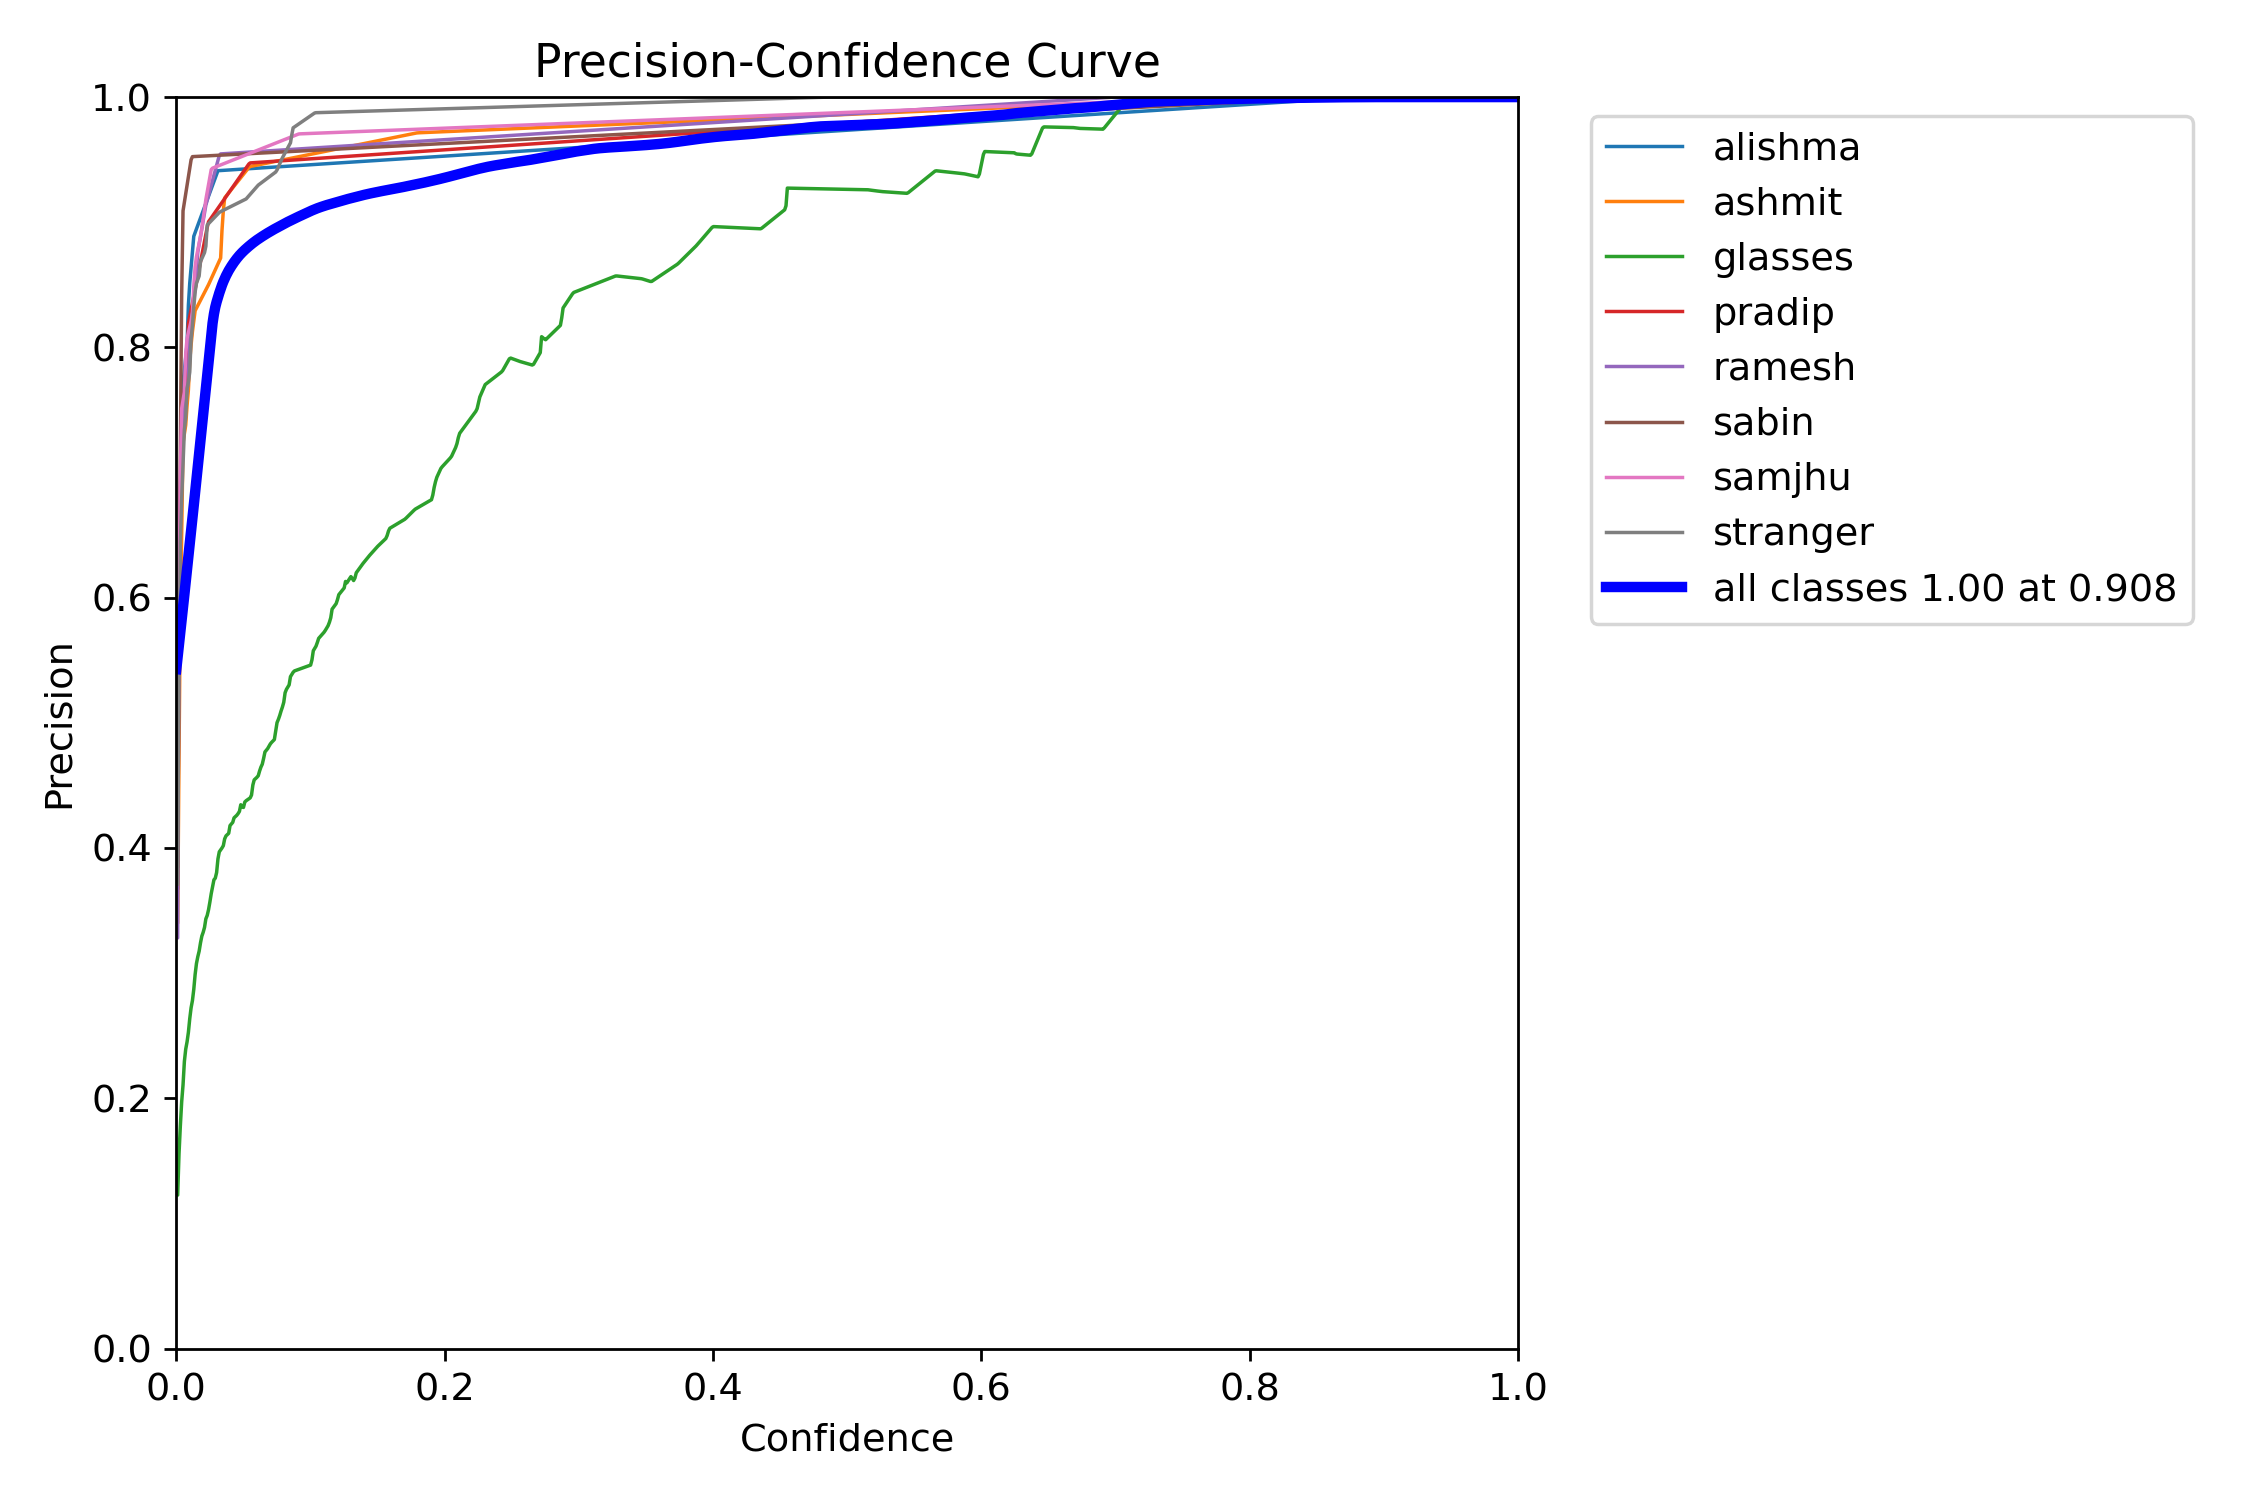 Precision-Confidence Curve
1.0
0.8
0.6
0.4
0.2
0.0
Precision
0.0 0.2 0.4 0.6 0.8 1.0
Confidence
alishma
ashmit
glasses
pradip
ramesh
sabin
samjhu
stranger
all classes 1.00 at 0.908